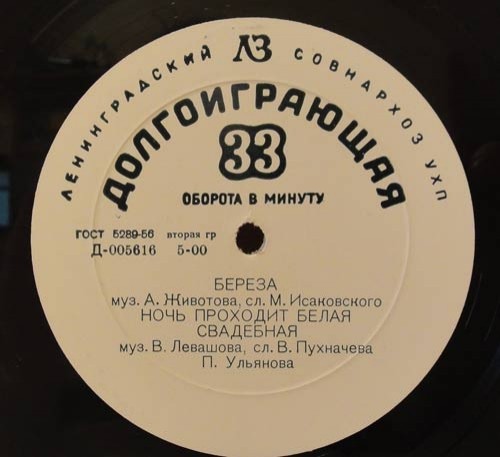 ЛЕНИНГРАДСКИЙ ЛЗ СОВНАРХОЗ УХП
ДОЛГОИГРАЮЩАЯ
33
ОБОРОТА В МИНУТУ
ГОСТ 5289-56 вторая гр
Д-005616 5-00
БЕРЕЗА
муз. А. Животова, сл. М. Исаковского
НОЧЬ ПРОХОДИТ БЕЛАЯ
СВАДЕБНАЯ
муз. В. Левашова, сл. В. Пухначева
П. Ульянова